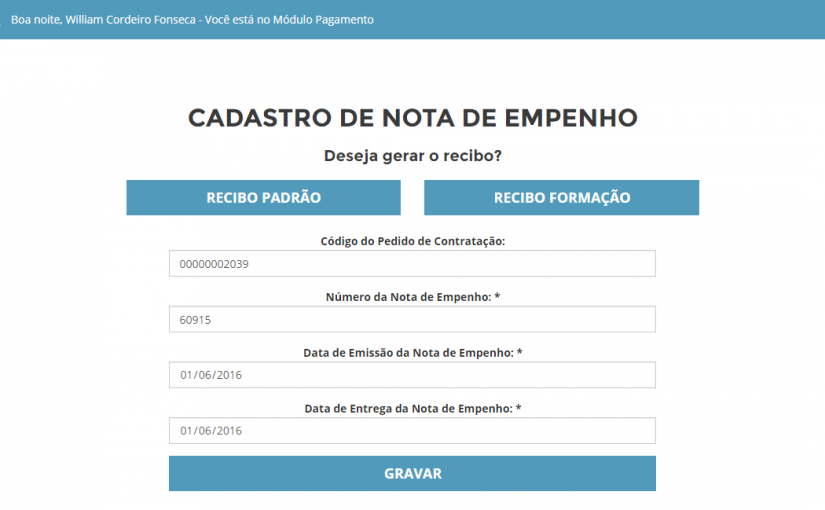 Boa noite, William Cordeiro Fonseca - Você está no Módulo Pagamento
CADASTRO DE NOTA DE EMPENHO
Deseja gerar o recibo?
RECIBO PADRÃO
RECIBO FORMAÇÃO
Código do Pedido de Contratação:
00000002039
Número da Nota de Empenho: *
60915
Data de Emissão da Nota de Empenho: *
01/06/2016
Data de Entrega da Nota de Empenho: *
01/06/2016
GRAVAR